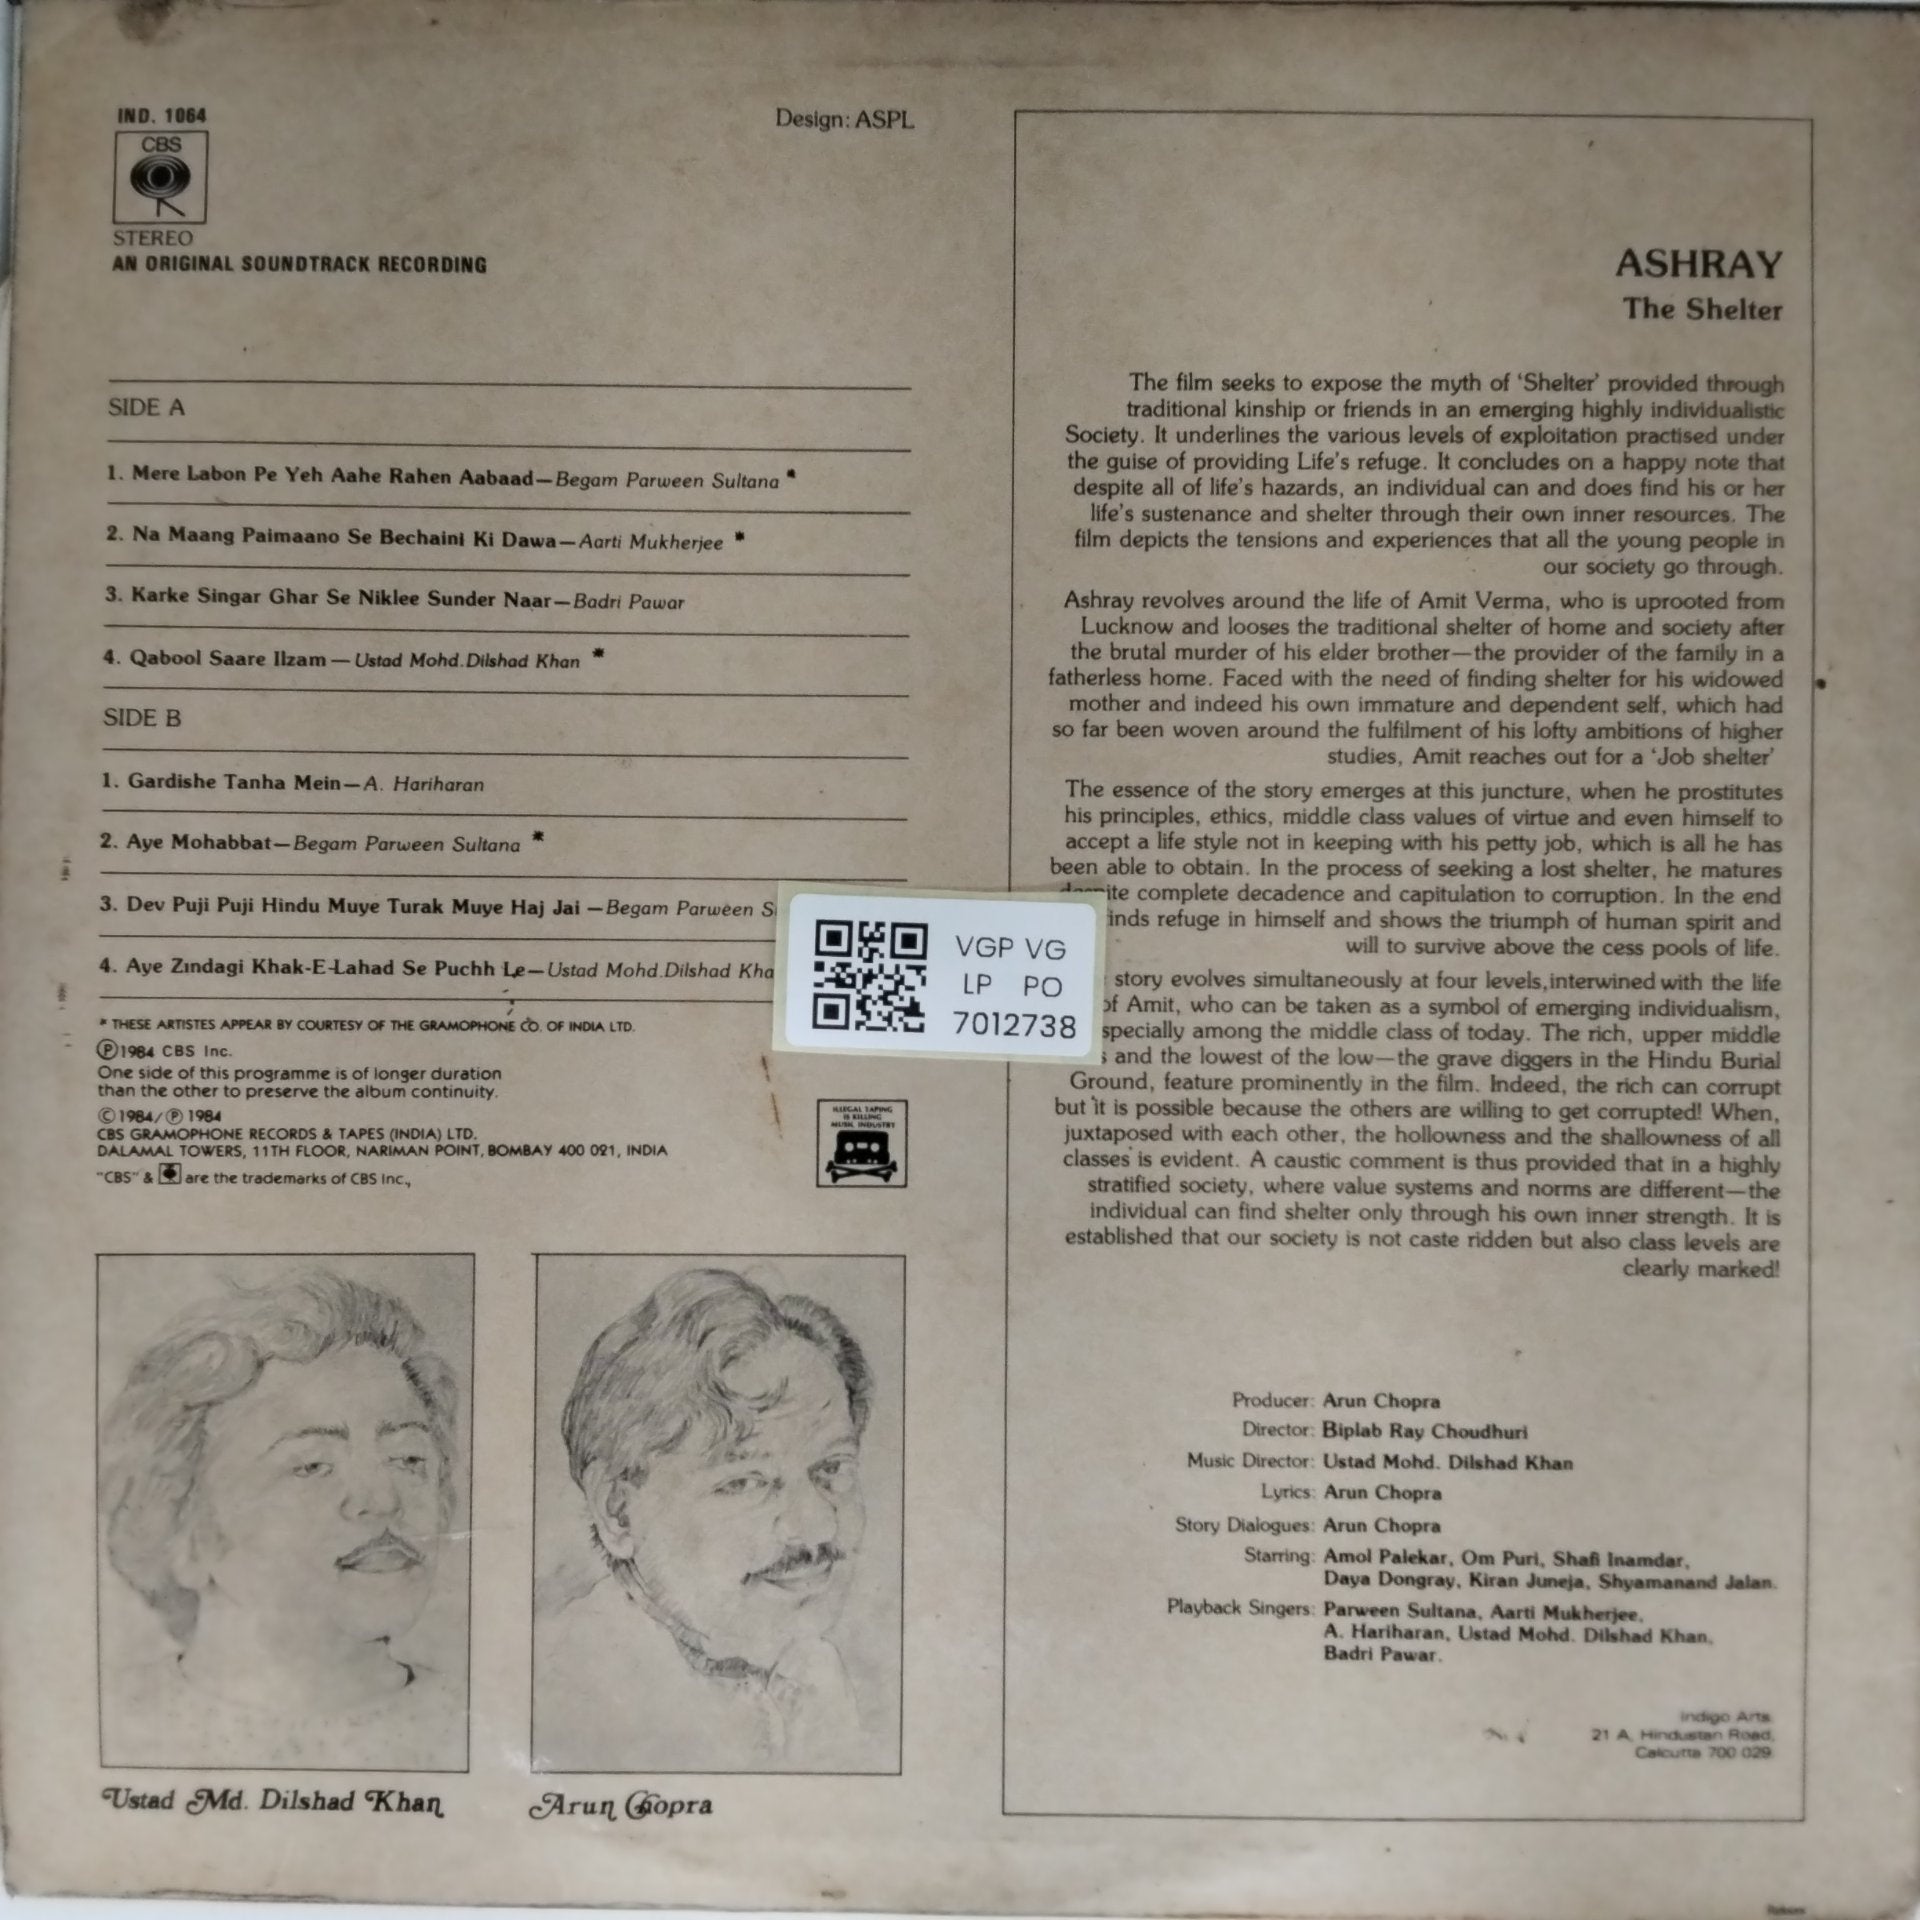 IND. 1064
CBS
STEREO
AN ORIGINAL SOUNDTRACK RECORDING
Design: ASPL
SIDE A
1. Mere Labon Pe Yeh Aahe Rahen Aabaad—Begam Parween Sultana *
2. Na Maang Paimaano Se Bechaini Ki Dawa—Aarti Mukherjee *
3. Karke Singar Ghar Se Niklee Sunder Naar—Badri Pawar
4. Qabool Saare Ilzam — Ustad Mohd.Dilshad Khan *
SIDE B
1. Gardishe Tanha Mein—A. Hariharan
2. Aye Mohabbat—Begam Parween Sultana *
3. Dev Puji Puji Hindu Muye Turak Muye Haj Jai —Begam Parween S
4. Aye Zindagi Khak-E-Lahad Se Puchh Le—Ustad Mohd.Dilshad Kha
* THESE ARTISTES APPEAR BY COURTESY OF THE GRAMOPHONE CO. OF INDIA LTD.
Ⓟ1984 CBS Inc.
One side of this programme is of longer duration
than the other to preserve the album continuity.
©1984/Ⓟ 1984
CBS GRAMOPHONE RECORDS & TAPES (INDIA) LTD.
DALAMAL TOWERS, 11TH FLOOR, NARIMAN POINT, BOMBAY 400 021, INDIA
"CBS" & are the trademarks of CBS Inc.,
ILLEGAL TAPING
IS KILLING
MUSIC INDUSTRY
Ustad Md. Dilshad Khan
Arun Chopra
VGP VG
LP PO
7012738
ASHRAY
The Shelter
The film seeks to expose the myth of 'Shelter' provided through
traditional kinship or friends in an emerging highly individualistic
Society. It underlines the various levels of exploitation practised under
the guise of providing Life's refuge. It concludes on a happy note that
despite all of life's hazards, an individual can and does find his or her
life's sustenance and shelter through their own inner resources. The
film depicts the tensions and experiences that all the young people in
our society go through.
Ashray revolves around the life of Amit Verma, who is uprooted from
Lucknow and looses the traditional shelter of home and society after
the brutal murder of his elder brother—the provider of the family in a
fatherless home. Faced with the need of finding shelter for his widowed
mother and indeed his own immature and dependent self, which had
so far been woven around the fulfilment of his lofty ambitions of higher
studies, Amit reaches out for a 'Job shelter'
The essence of the story emerges at this juncture, when he prostitutes
his principles, ethics, middle class values of virtue and even himself to
accept a life style not in keeping with his petty job, which is all he has
been able to obtain. In the process of seeking a lost shelter, he matures
despite complete decadence and capitulation to corruption. In the end
inds refuge in himself and shows the triumph of human spirit and
will to survive above the cess pools of life.
story evolves simultaneously at four levels,interwined with the life
of Amit, who can be taken as a symbol of emerging individualism,
specially among the middle class of today. The rich, upper middle
s and the lowest of the low—the grave diggers in the Hindu Burial
Ground, feature prominently in the film. Indeed, the rich can corrupt
but it is possible because the others are willing to get corrupted! When,
juxtaposed with each other, the hollowness and the shallowness of all
classes is evident. A caustic comment is thus provided that in a highly
stratified society, where value systems and norms are different—the
individual can find shelter only through his own inner strength. It is
established that our society is not caste ridden but also class levels are
clearly marked!
Producer: Arun Chopra
Director: Biplab Ray Choudhuri
Music Director: Ustad Mohd. Dilshad Khan
Lyrics: Arun Chopra
Story Dialogues: Arun Chopra
Starring: Amol Palekar, Om Puri, Shafi Inamdar,
Daya Dongray, Kiran Juneja, Shyamanand Jalan.
Playback Singers: Parween Sultana, Aarti Mukherjee,
A. Hariharan, Ustad Mohd. Dilshad Khan,
Badri Pawar.
Indigo Arts
21 A, Hindustan Road,
Calcutta 700 029